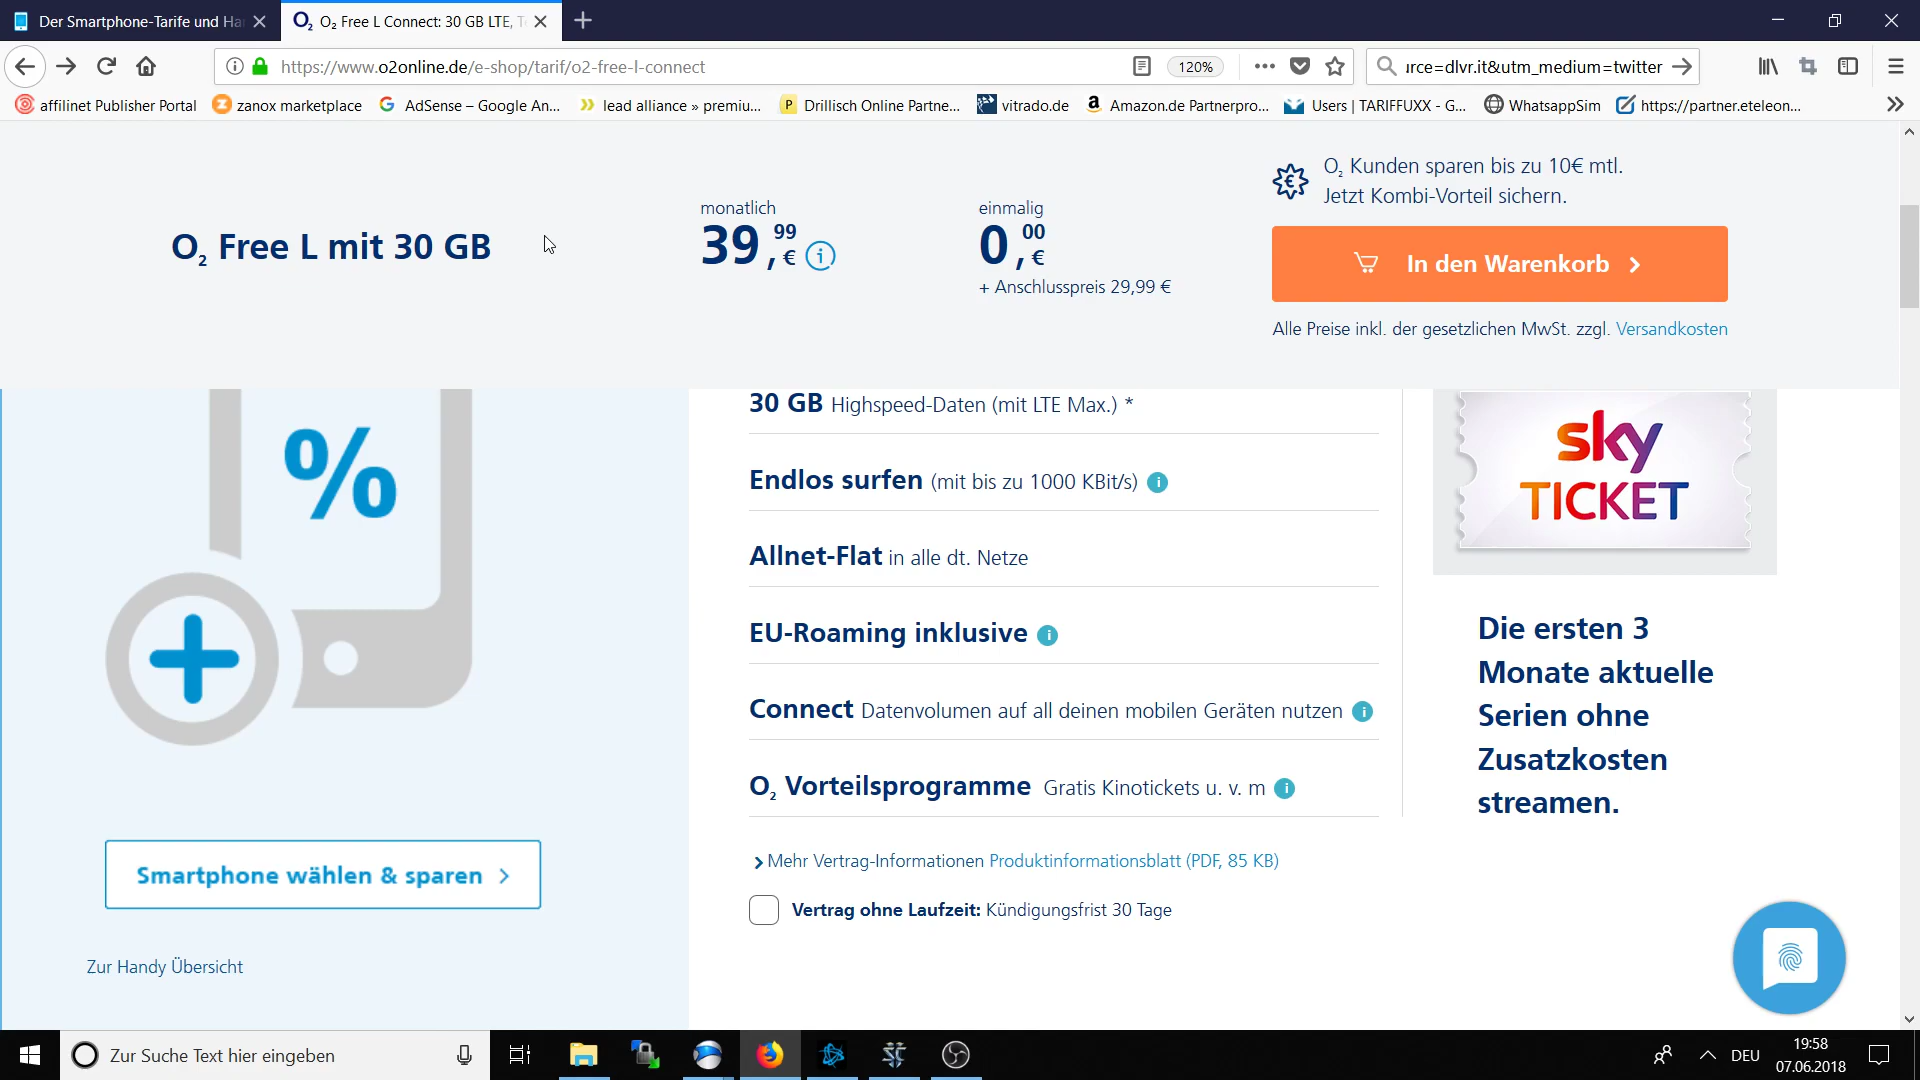 Der Smartphone-Tarife und Ha
O₂ Free L Connect: 30 GB LTE, T
https://www.o2online.de/e-shop/tarif/o2-free-l-connect
120%
ırce=dlvr.it&utm_medium=twitter
affilinet Publisher Portal
zanox marketplace
AdSense – Google An...
lead alliance » premiu...
Drillisch Online Partne...
vitrado.de
Amazon.de Partnerpro...
Users | TARIFFUXX - G...
WhatsappSim
https://partner.eteleon...
O₂ Free L mit 30 GB
monatlich
39,99 €
einmalig
0,00 €
+ Anschlusspreis 29,99 €
O₂ Kunden sparen bis zu 10€ mtl.
Jetzt Kombi-Vorteil sichern.
In den Warenkorb
Alle Preise inkl. der gesetzlichen MwSt. zzgl. Versandkosten
%
Smartphone wählen & sparen
Zur Handy Übersicht
30 GB Highspeed-Daten (mit LTE Max.) *
Endlos surfen (mit bis zu 1000 KBit/s)
Allnet-Flat in alle dt. Netze
EU-Roaming inklusive
Connect Datenvolumen auf all deinen mobilen Geräten nutzen
O₂ Vorteilsprogramme Gratis Kinotickets u. v. m
Mehr Vertrag-Informationen Produktinformationsblatt (PDF, 85 KB)
Vertrag ohne Laufzeit: Kündigungsfrist 30 Tage
sky
TICKET
Die ersten 3
Monate aktuelle
Serien ohne
Zusatzkosten
streamen.
Zur Suche Text hier eingeben
DEU
19:58
07.06.2018